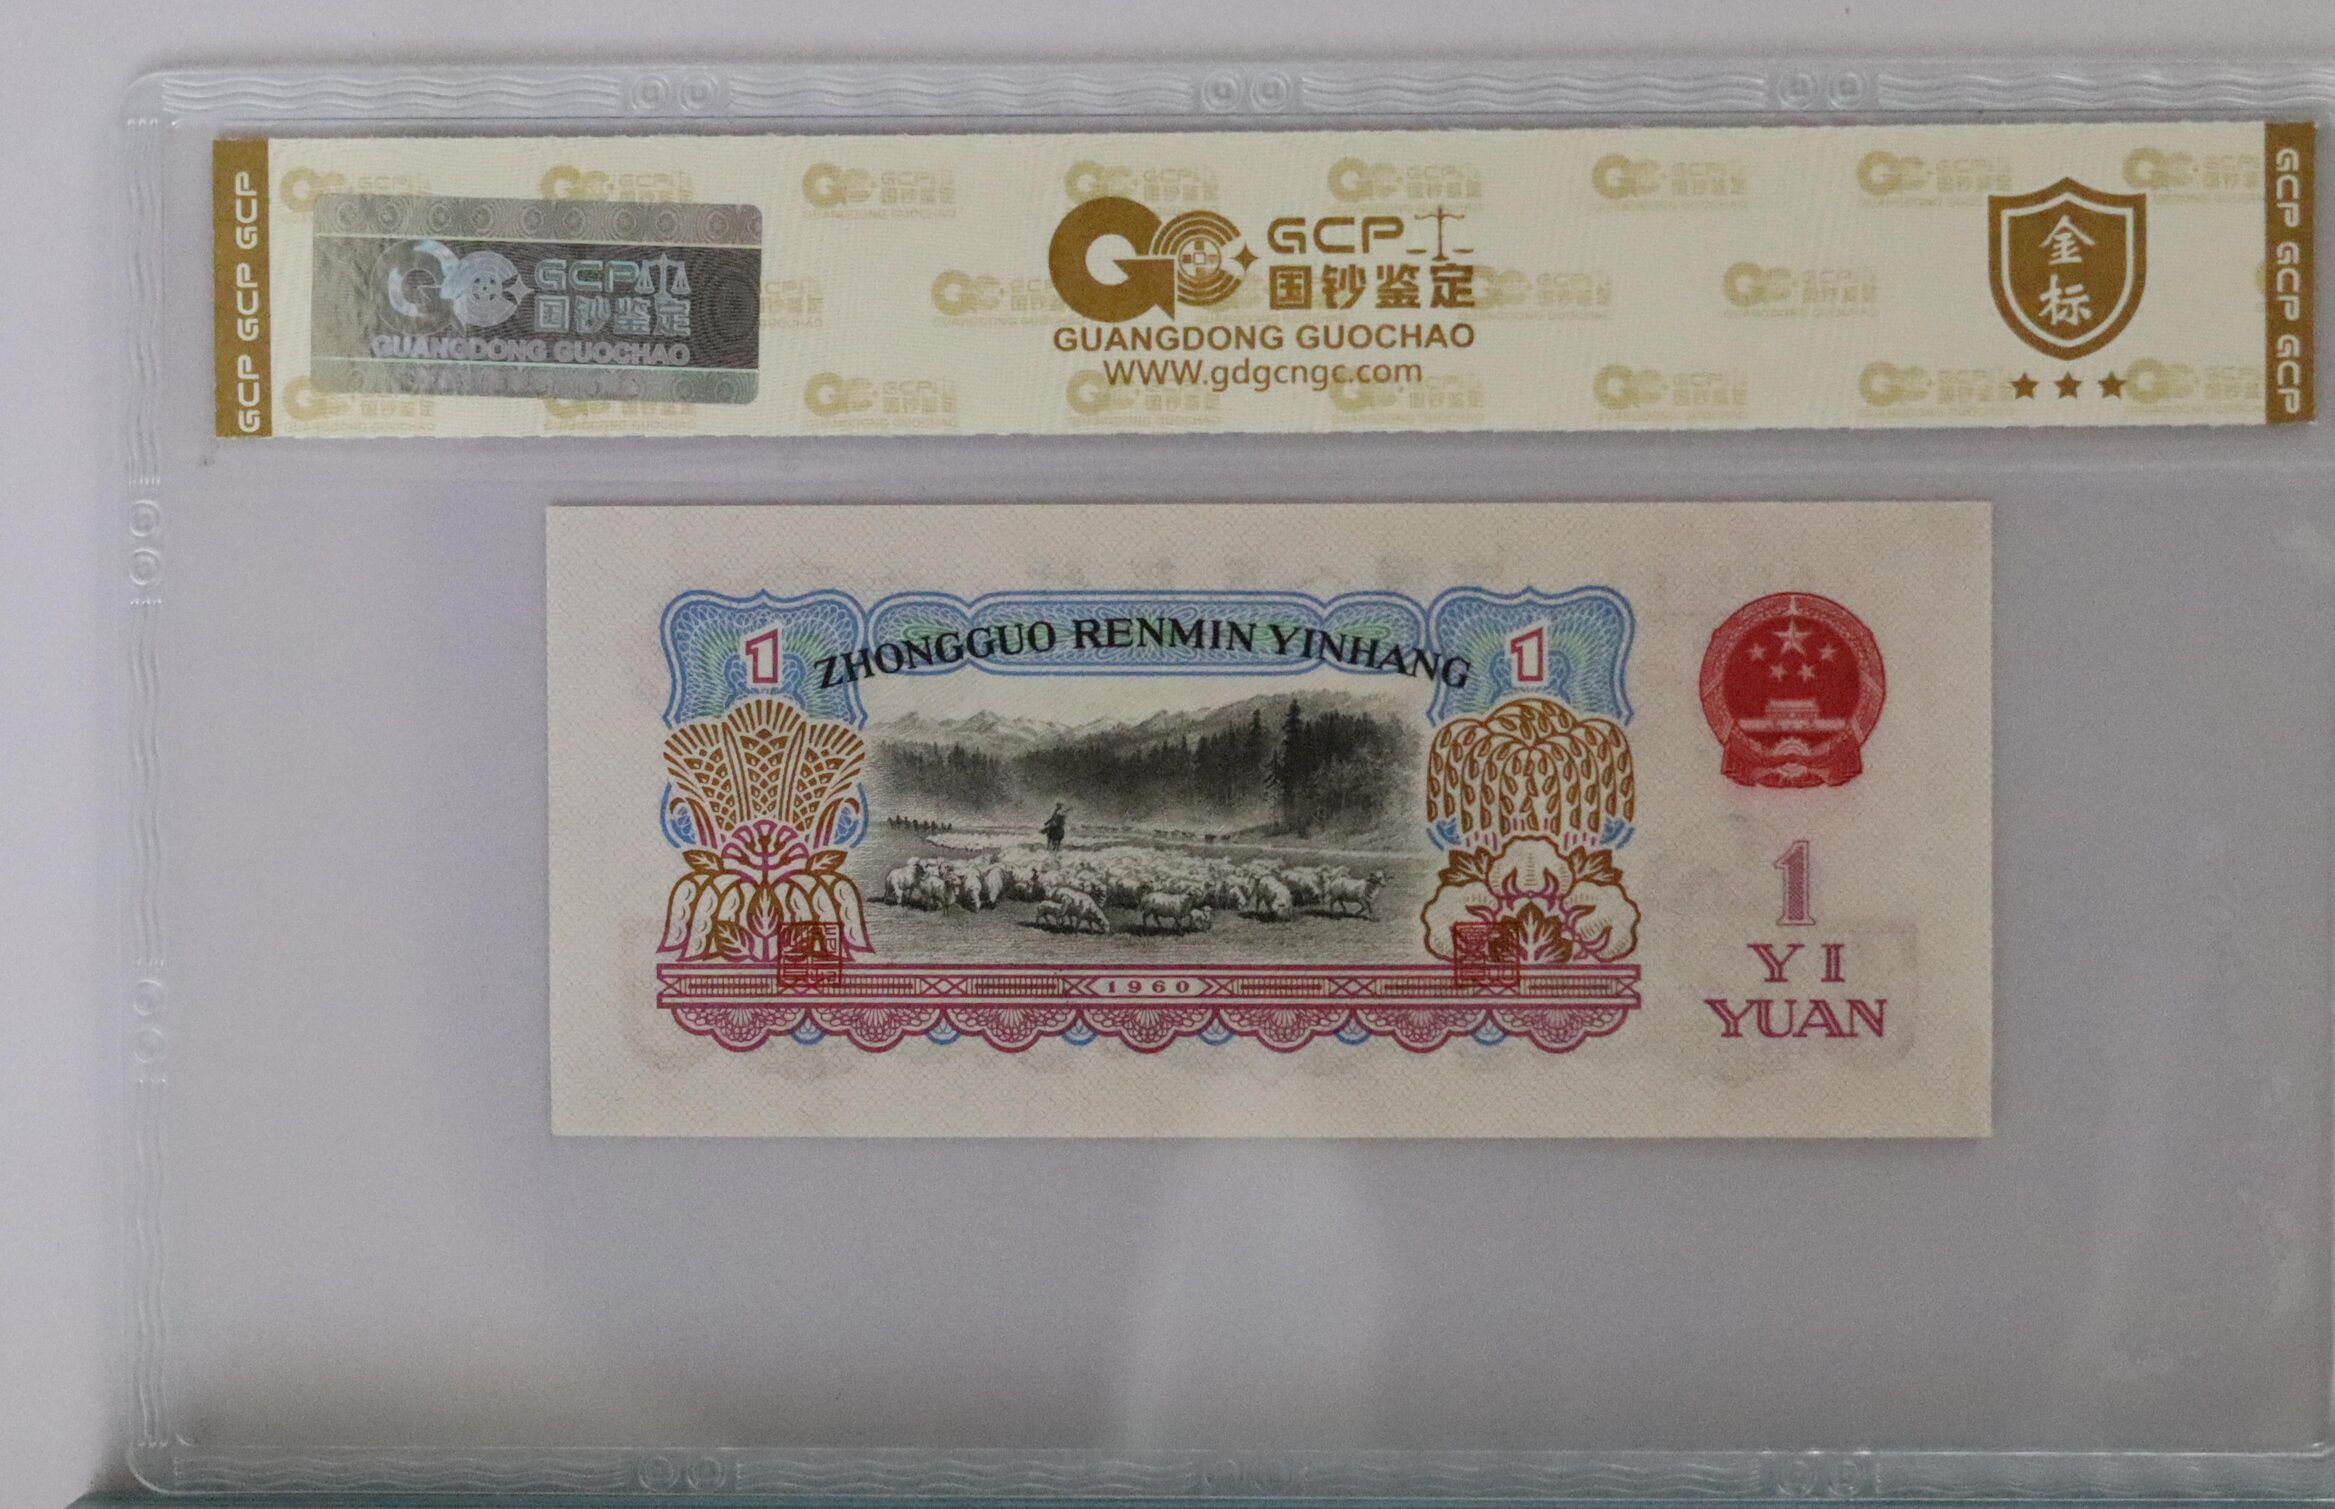 GCP GCP GCP
GCP
国钞鉴定
GUANGDONG GUOCHAO
GCP
国钞鉴定
GUANGDONG GUOCHAO
www.gdgcngc.com
金标
GCP GCP GCP
1
ZHONGGUO RENMIN YINHANG
1
1960
1
YI
YUAN